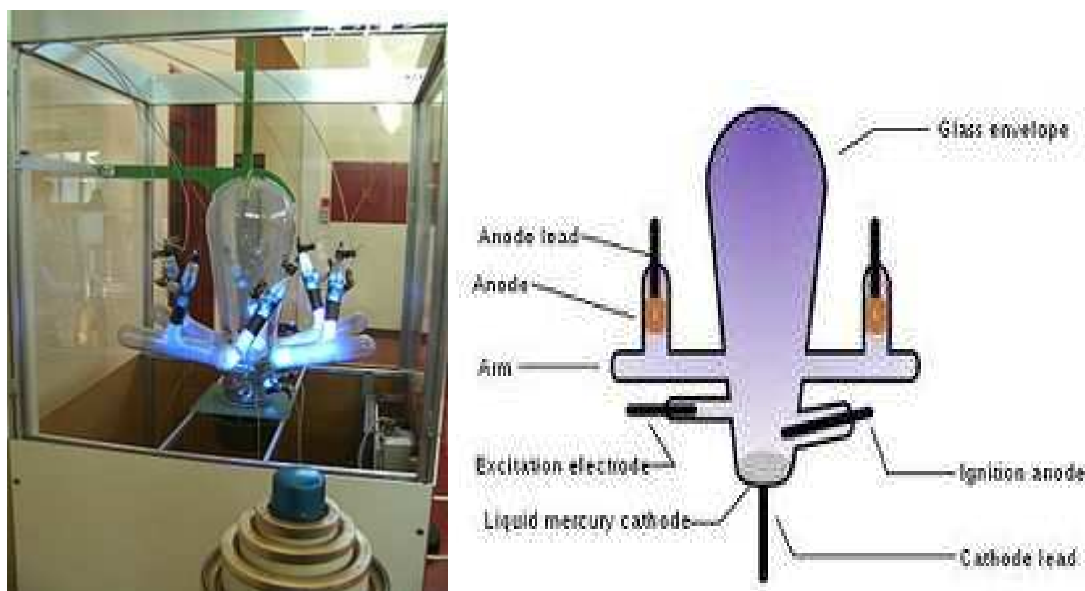 Glass envelope
Anode lead
Anode
Arm
Excitation electrode
Ignition anode
Liquid mercury cathode
Cathode lead